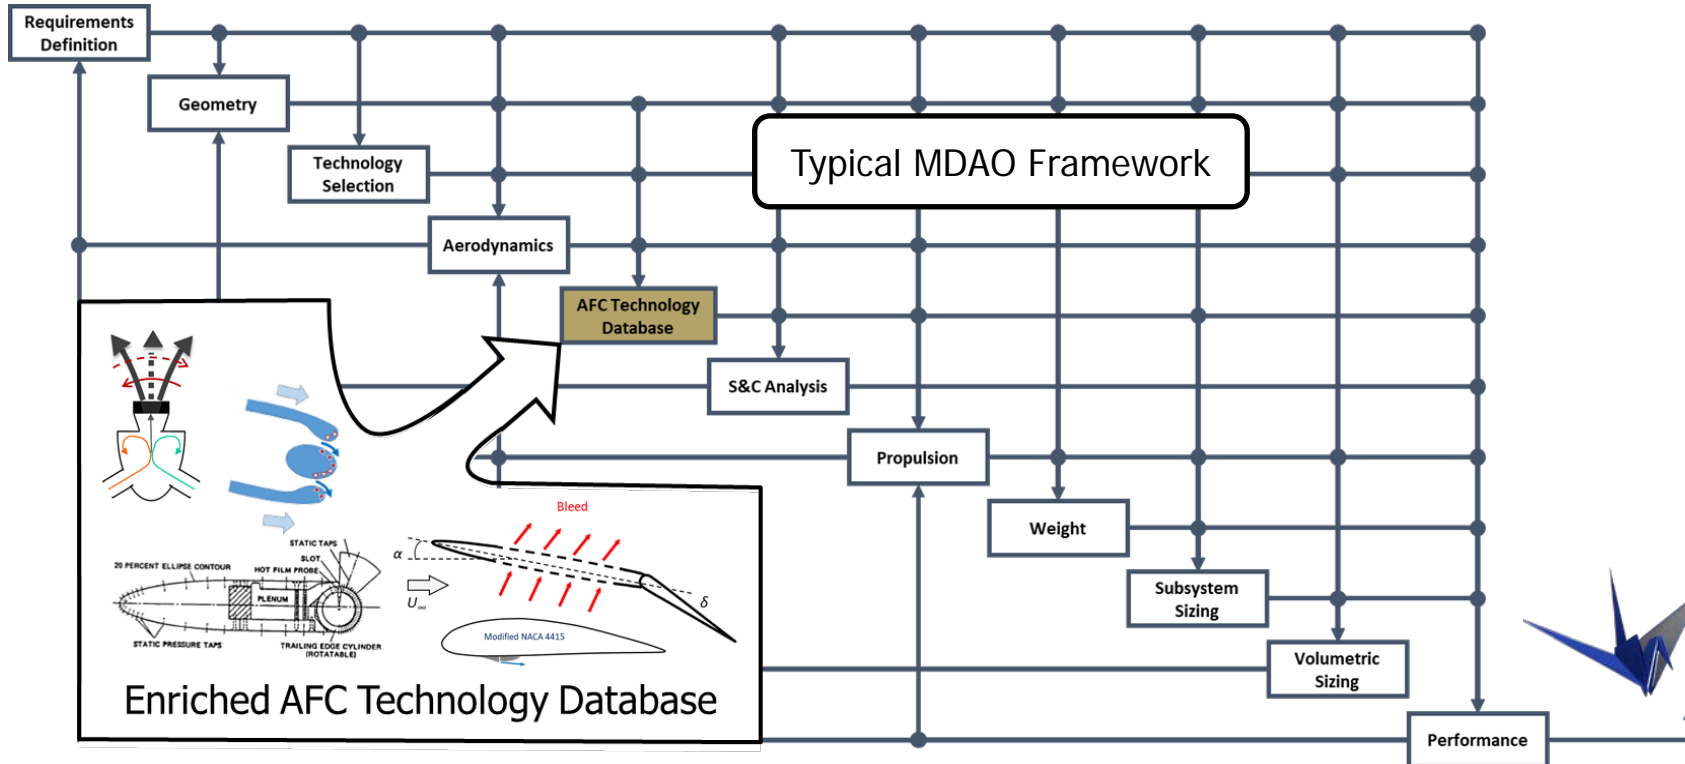 Requirements
Definition
Geometry
Technology
Selection
Typical MDAO Framework
Aerodynamics
AFC Technology
Database
S&C Analysis
Propulsion
Weight
Subsystem
Sizing
Volumetric
Sizing
Performance
Bleed
α
U∞
δ
STATIC TAPS
SLOT
HOT FILM PROBE
20 PERCENT ELLIPSE CONTOUR
PLENUM
STATIC PRESSURE TAPS
TRAILING EDGE CYLINDER
(ROTATABLE)
Modified NACA 4415
Enriched AFC Technology Database